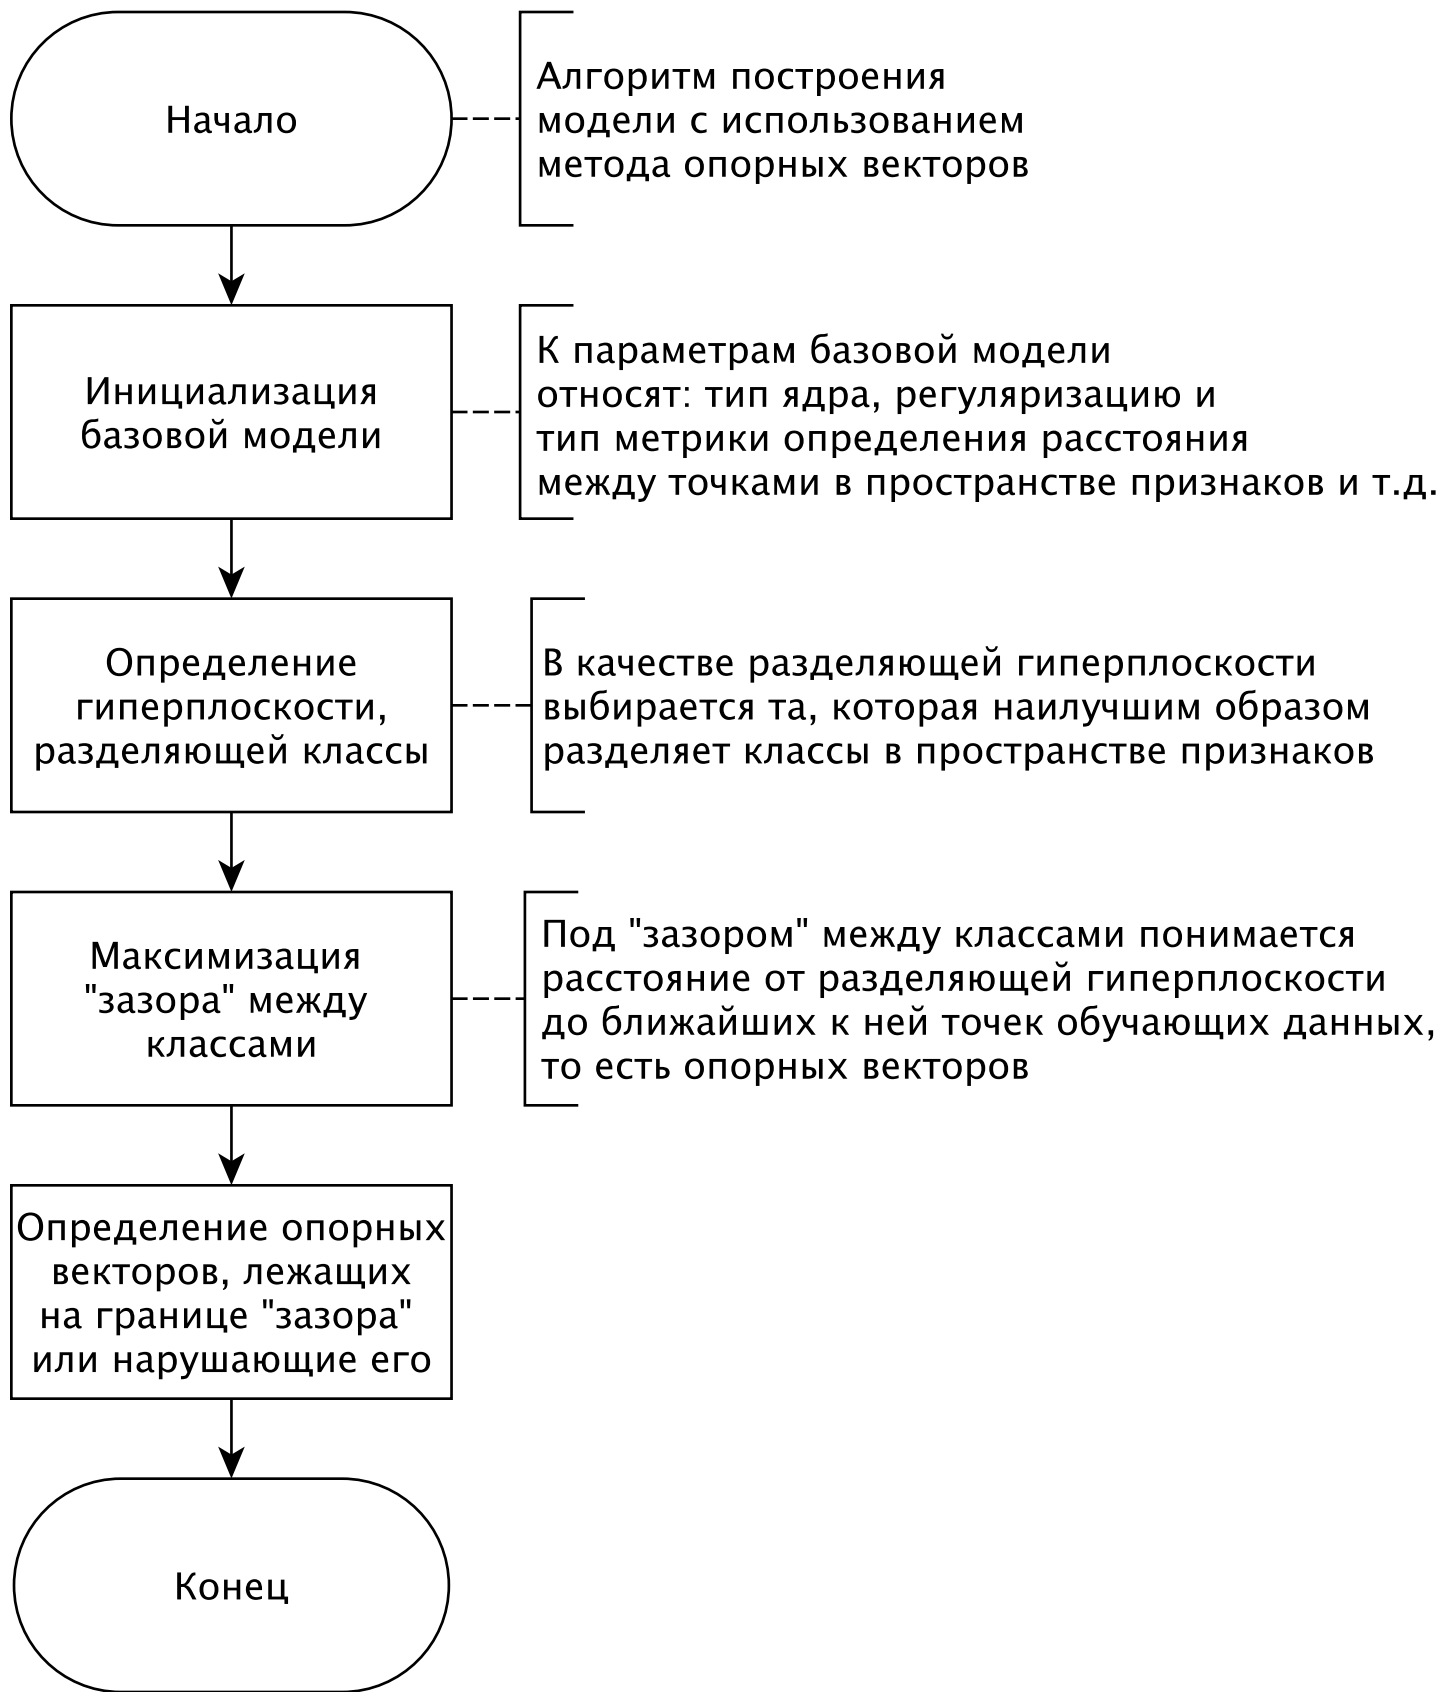 Начало
Алгоритм построения
модели с использованием
метода опорных векторов
Инициализация
базовой модели
К параметрам базовой модели
относят: тип ядра, регуляризацию и
тип метрики определения расстояния
между точками в пространстве признаков и т.д.
Определение
гиперплоскости,
разделяющей классы
В качестве разделяющей гиперплоскости
выбирается та, которая наилучшим образом
разделяет классы в пространстве признаков
Максимизация
"зазора" между
классами
Под "зазором" между классами понимается
расстояние от разделяющей гиперплоскости
до ближайших к ней точек обучающих данных,
то есть опорных векторов
Определение опорных
векторов, лежащих
на границе "зазора"
или нарушающие его
Конец